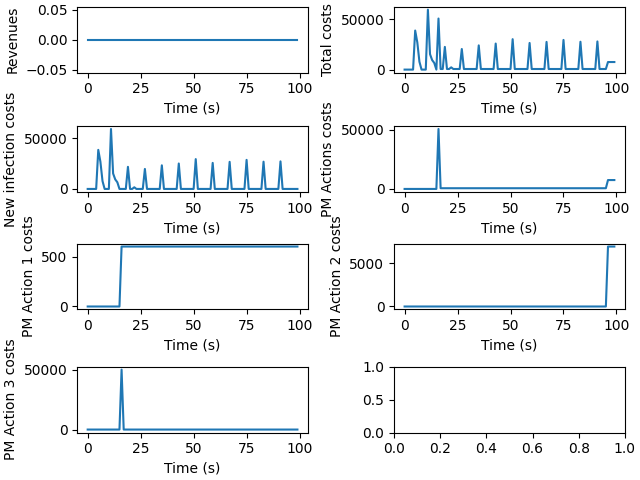 Revenues
0.05
0.00
−0.05
0 25 50 75 100
Time (s)
Total costs
50000
0
0 25 50 75 100
Time (s)
New infection costs
50000
0
0 25 50 75 100
Time (s)
PM Actions costs
50000
0
0 25 50 75 100
Time (s)
PM Action 1 costs
500
0
0 25 50 75 100
Time (s)
PM Action 2 costs
5000
0
0 25 50 75 100
Time (s)
PM Action 3 costs
50000
0
0 25 50 75 100
Time (s)
1.0
0.5
0.0
0.0 0.2 0.4 0.6 0.8 1.0